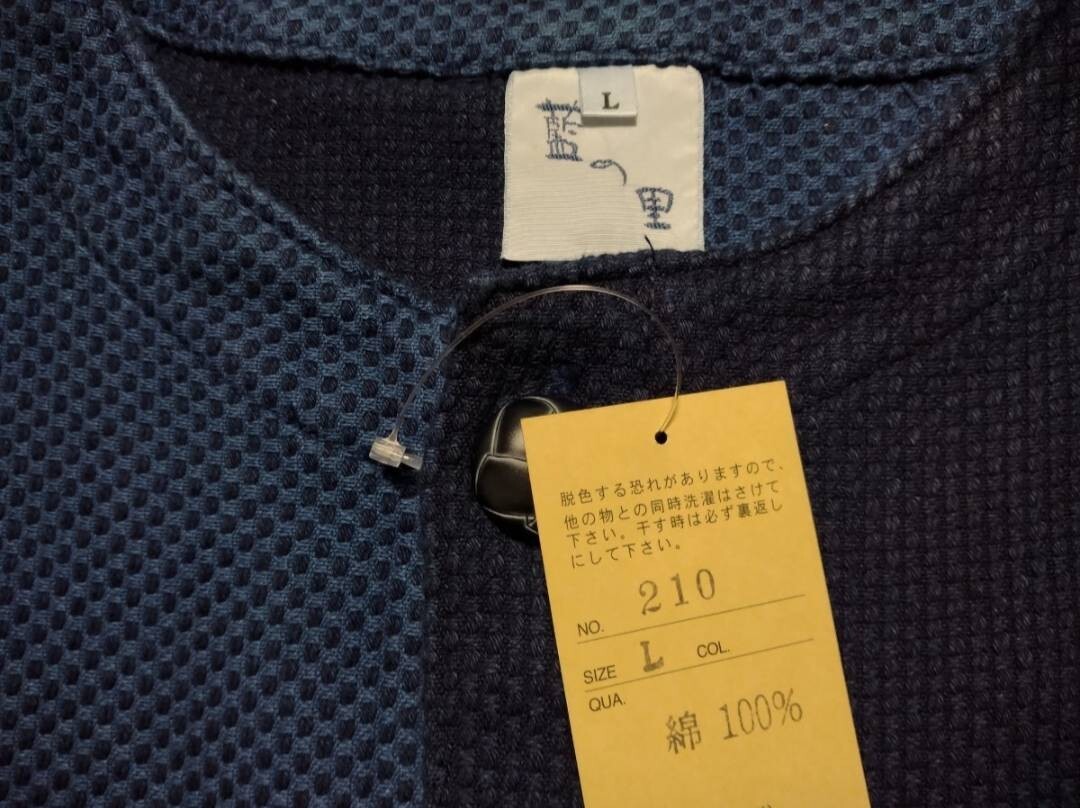 L
藍の里
脱色する恐れがありますので、
他の物との同時洗濯はさけて
下さい。干す時は必ず裏返し
にして下さい。
NO. 210
SIZE L COL.
QUA.
綿 100%